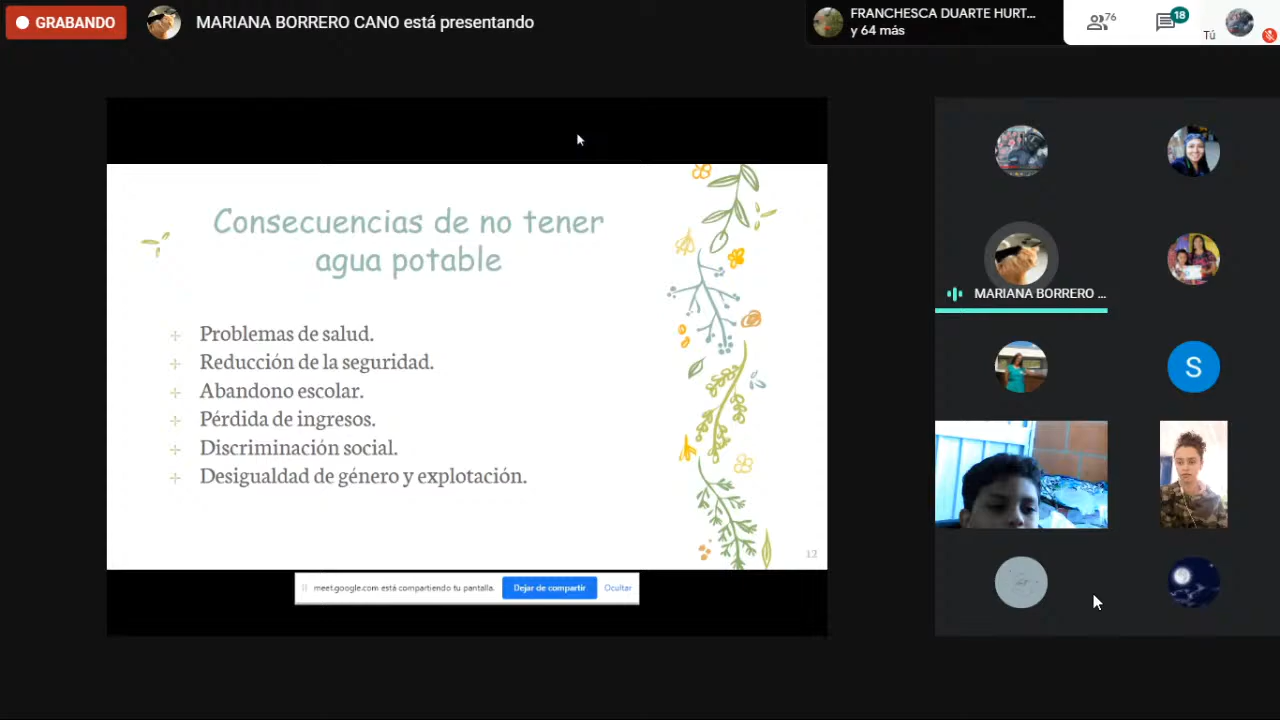 GRABANDO
MARIANA BORRERO CANO está presentando
FRANCHESCA DUARTE HURT...
y 64 más
76
18
Tú
Consecuencias de no tener
agua potable
Problemas de salud.
Reducción de la seguridad.
Abandono escolar.
Pérdida de ingresos.
Discriminación social.
Desigualdad de género y explotación.
12
meet.google.com está compartiendo tu pantalla.
Dejar de compartir
Ocultar
MARIANA BORRERO ...
S